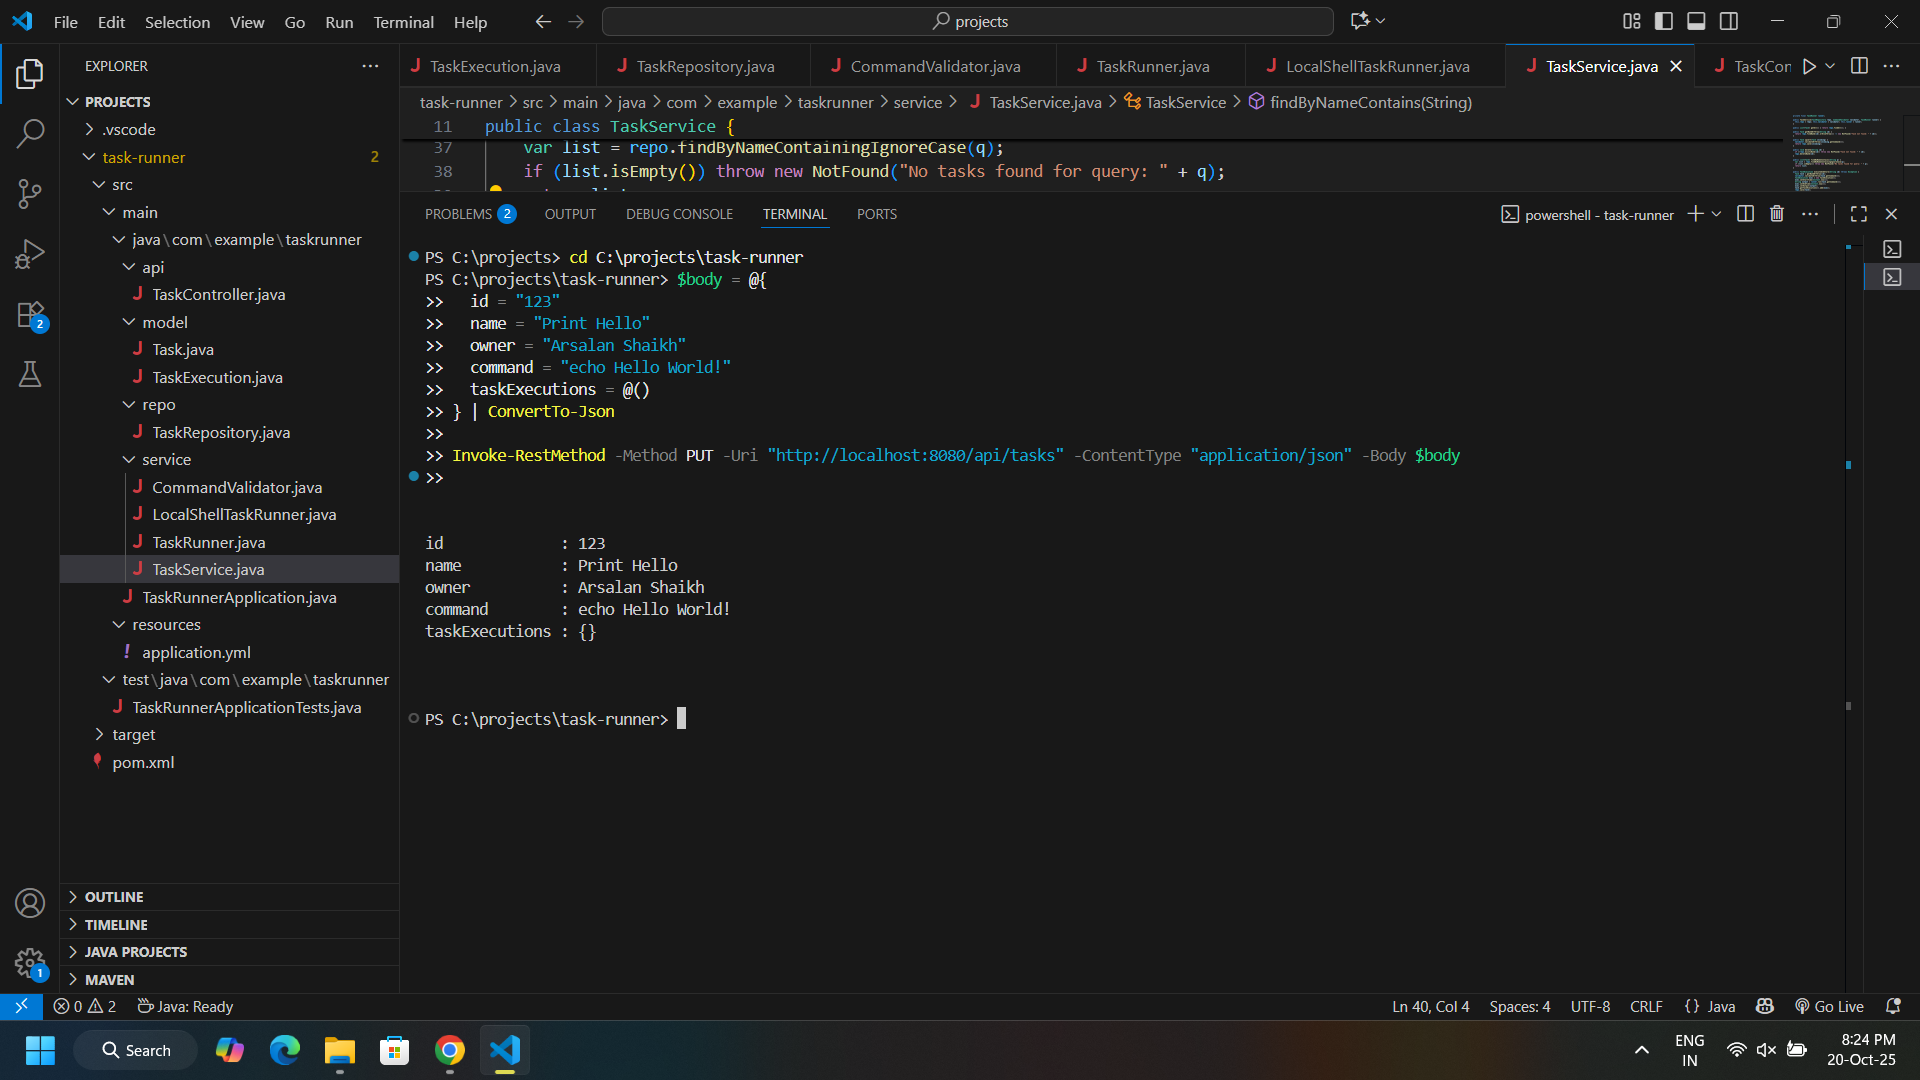 File Edit Selection View Go Run Terminal Help
projects
EXPLORER
PROJECTS
.vscode
task-runner 2
src
main
java\com\example\taskrunner
api
TaskController.java
model
Task.java
TaskExecution.java
repo
TaskRepository.java
service
CommandValidator.java
LocalShellTaskRunner.java
TaskRunner.java
TaskService.java
TaskRunnerApplication.java
resources
application.yml
test\java\com\example\taskrunner
TaskRunnerApplicationTests.java
target
pom.xml
OUTLINE
TIMELINE
JAVA PROJECTS
MAVEN
2
1
TaskExecution.java TaskRepository.java CommandValidator.java TaskRunner.java LocalShellTaskRunner.java TaskService.java TaskCon
task-runner > src > main > java > com > example > taskrunner > service > TaskService.java > TaskService > findByNameContains(String)
11 public class TaskService {
37 var list = repo.findByNameContainingIgnoreCase(q);
38 if (list.isEmpty()) throw new NotFound("No tasks found for query: " + q);
PROBLEMS 2 OUTPUT DEBUG CONSOLE TERMINAL PORTS
powershell - task-runner
PS C:\projects> cd C:\projects\task-runner
PS C:\projects\task-runner> $body = @{
>> id = "123"
>> name = "Print Hello"
>> owner = "Arsalan Shaikh"
>> command = "echo Hello World!"
>> taskExecutions = @()
>> } | ConvertTo-Json
>>
>> Invoke-RestMethod -Method PUT -Uri "http://localhost:8080/api/tasks" -ContentType "application/json" -Body $body
>>
id : 123
name : Print Hello
owner : Arsalan Shaikh
command : echo Hello World!
taskExecutions : {}
PS C:\projects\task-runner>
0 2 Java: Ready
Ln 40, Col 4 Spaces: 4 UTF-8 CRLF {} Java Go Live
Search
ENG
IN
8:24 PM
20-Oct-25